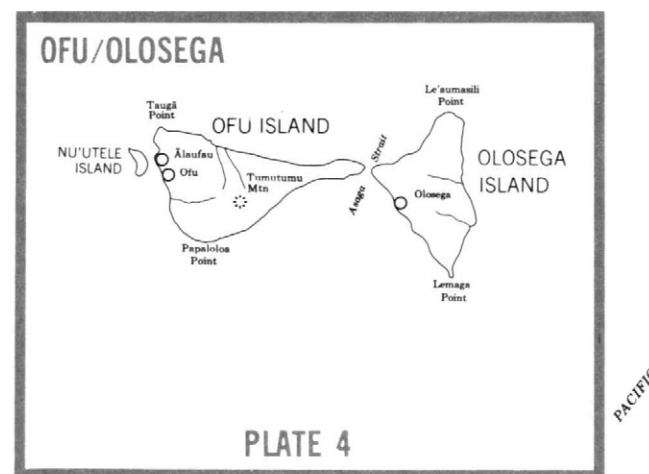 OFU/OLOSEGA
Le'aumasili
Point
Taugā
Point
OFU ISLAND
Strait
NU'UTELE
ISLAND
Ālaufau
Ofu
Tumutumu
Mtn
OLOSEGA
ISLAND
Olosega
Asaga
Papaloloa
Point
Lemaga
Point
PACIFIC
PLATE 4